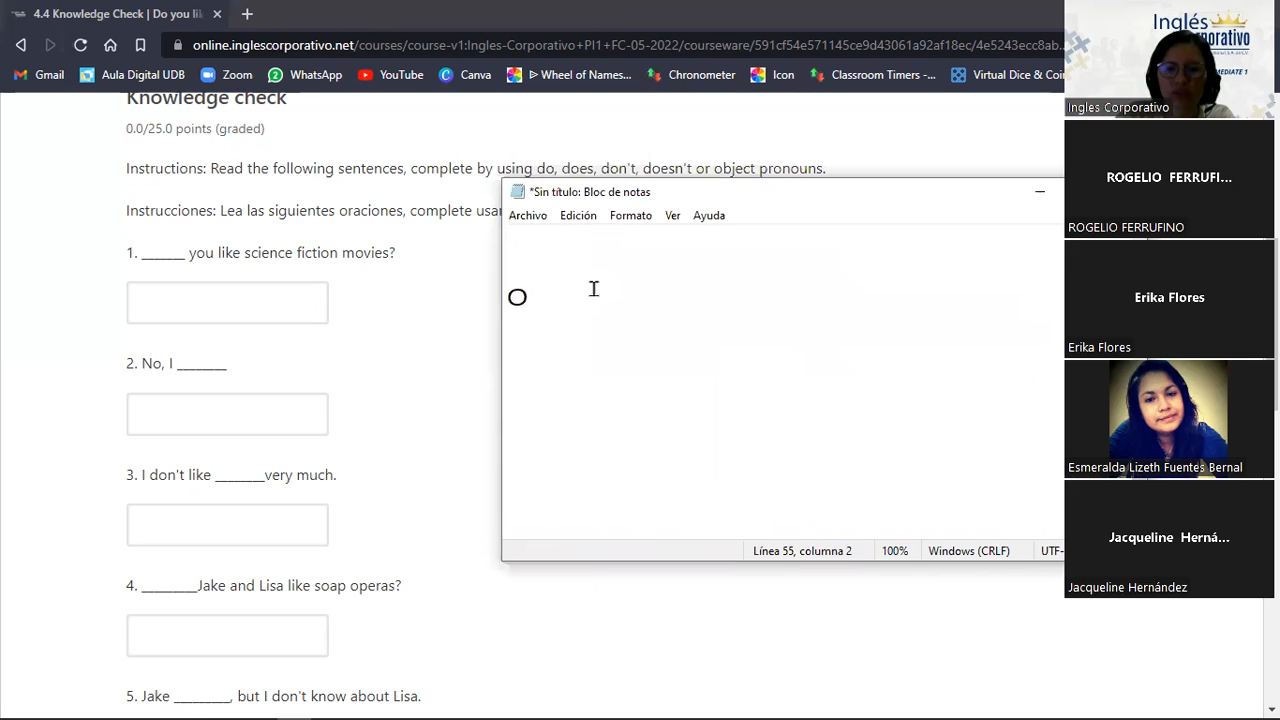 4.4 Knowledge Check | Do you li
online.inglescorporativo.net/courses/course-v1:Ingles-Corporativo+PI1+FC-05-2022/courseware/591cf54e571145ce9d43061a92af18ec/4e5243ecc8ab...
Gmail
Aula Digital UDB
Zoom
WhatsApp
YouTube
Canva
ᐅ Wheel of Names...
Chronometer
Icon
Classroom Timers -...
Virtual Dice & Coin
Knowledge check
0.0/25.0 points (graded)
Instructions: Read the following sentences, complete by using do, does, don't, doesn't or object pronouns.
Instrucciones: Lea las siguientes oraciones, complete usa
1. ______ you like science fiction movies?
2. No, I _______
3. I don't like _______very much.
4. ________Jake and Lisa like soap operas?
5. Jake ________, but I don't know about Lisa.
*Sin título: Bloc de notas
Archivo Edición Formato Ver Ayuda
O
Línea 55, columna 2
100%
Windows (CRLF)
UTF-
Inglés
Corporativo
Ingles Corporativo
ROGELIO FERRUFI...
ROGELIO FERRUFINO
Erika Flores
Erika Flores
Esmeralda Lizeth Fuentes Bernal
Jacqueline Herná...
Jacqueline Hernández